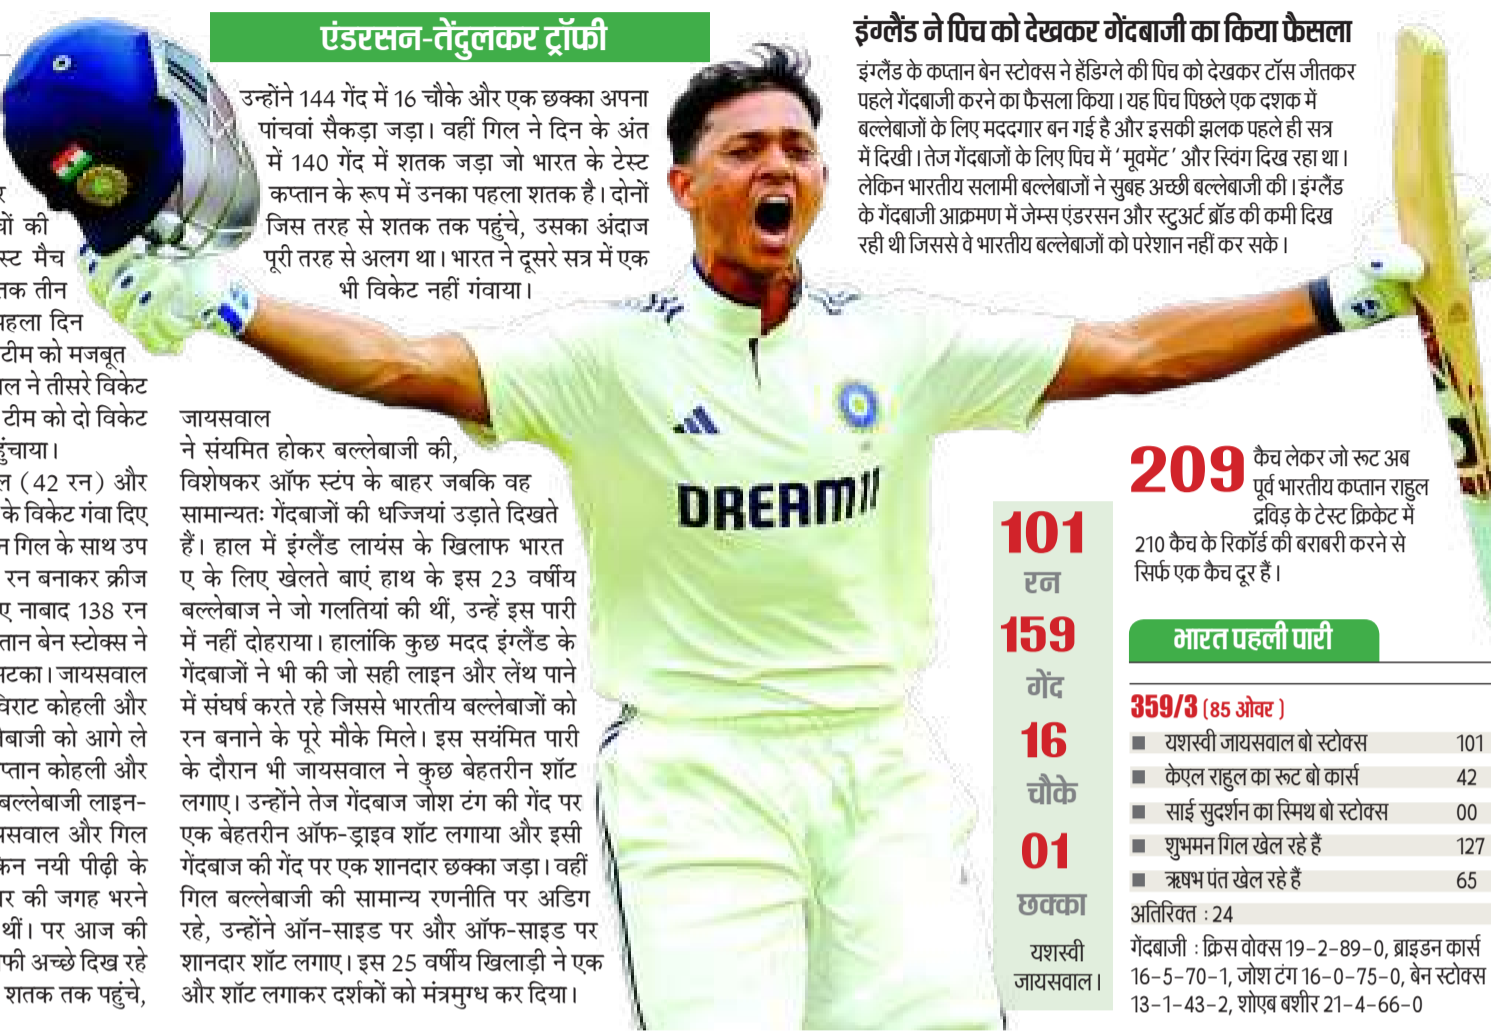 एंडरसन-तेंदुलकर ट्रॉफी
उन्होंने 144 गेंद में 16 चौके और एक छक्का अपना
पांचवां सैकड़ा जड़ा। वहीं गिल ने दिन के अंत
में 140 गेंद में शतक जड़ा जो भारत के टेस्ट
कप्तान के रूप में उनका पहला शतक है। दोनों
जिस तरह से शतक तक पहुंचे, उसका अंदाज
पूरी तरह से अलग था। भारत ने दूसरे सत्र में एक
भी विकेट नहीं गंवाया।
की
मैच
तक तीन
दिन
टीम को मजबूत
ने तीसरे विकेट
टीम को दो विकेट
(42 रन) और
के विकेट गंवा दिए
गिल के साथ उप
रन बनाकर क्रीज
नाबाद 138 रन
बेन स्टोक्स ने
जायसवाल
कोहली और
को आगे ले
कोहली और
बल्लेबाजी लाइन-
और गिल
नयी पीढ़ी के
की जगह भरने
थीं। पर आज की
अच्छे दिख रहे
शतक तक पहुंचे,
जायसवाल
ने संयमित होकर बल्लेबाजी की,
विशेषकर ऑफ स्टंप के बाहर जबकि वह
सामान्यतः गेंदबाजों की धज्जियां उड़ाते दिखते
हैं। हाल में इंग्लैंड लायंस के खिलाफ भारत
ए के लिए खेलते बाएं हाथ के इस 23 वर्षीय
बल्लेबाज ने जो गलतियां की थीं, उन्हें इस पारी
में नहीं दोहराया। हालांकि कुछ मदद इंग्लैंड के
गेंदबाजों ने भी की जो सही लाइन और लेंथ पाने
में संघर्ष करते रहे जिससे भारतीय बल्लेबाजों को
रन बनाने के पूरे मौके मिले। इस सयंमित पारी
के दौरान भी जायसवाल ने कुछ बेहतरीन शॉट
लगाए। उन्होंने तेज गेंदबाज जोश टंग की गेंद पर
एक बेहतरीन ऑफ-ड्राइव शॉट लगाया और इसी
गेंदबाज की गेंद पर एक शानदार छक्का जड़ा। वहीं
गिल बल्लेबाजी की सामान्य रणनीति पर अडिग
रहे, उन्होंने ऑन-साइड पर और ऑफ-साइड पर
शानदार शॉट लगाए। इस 25 वर्षीय खिलाड़ी ने एक
और शॉट लगाकर दर्शकों को मंत्रमुग्ध कर दिया।
DREAM11
इंग्लैंड ने पिच को देखकर गेंदबाजी का किया फैसला
इंग्लैंड के कप्तान बेन स्टोक्स ने हेंडिग्ले की पिच को देखकर टॉस जीतकर
पहले गेंदबाजी करने का फैसला किया। यह पिच पिछले एक दशक में
बल्लेबाजों के लिए मददगार बन गई है और इसकी झलक पहले ही सत्र
में दिखी। तेज गेंदबाजों के लिए पिच में ‘मूवमेंट’ और स्विंग दिख रहा था।
लेकिन भारतीय सलामी बल्लेबाजों ने सुबह अच्छी बल्लेबाजी की। इंग्लैंड
के गेंदबाजी आक्रमण में जेम्स एंडरसन और स्टुअर्ट ब्रॉड की कमी दिख
रही थी जिससे वे भारतीय बल्लेबाजों को परेशान नहीं कर सके।
101
रन
159
गेंद
16
चौके
01
छक्का
यशस्वी
जायसवाल।
209 कैच लेकर जो रूट अब
पूर्व भारतीय कप्तान राहुल
द्रविड़ के टेस्ट क्रिकेट में
210 कैच के रिकॉर्ड की बराबरी करने से
सिर्फ एक कैच दूर हैं।
भारत पहली पारी
359/3 (85 ओवर)
■ यशस्वी जायसवाल बो स्टोक्स 101
■ केएल राहुल का रूट बो कार्स 42
■ साई सुदर्शन का स्मिथ बो स्टोक्स 00
■ शुभमन गिल खेल रहे हैं 127
■ ऋषभ पंत खेल रहे हैं 65
अतिरिक्त : 24
गेंदबाजी : क्रिस वोक्स 19-2-89-0, ब्राइडन कार्स
16-5-70-1, जोश टंग 16-0-75-0, बेन स्टोक्स
13-1-43-2, शोएब बशीर 21-4-66-0